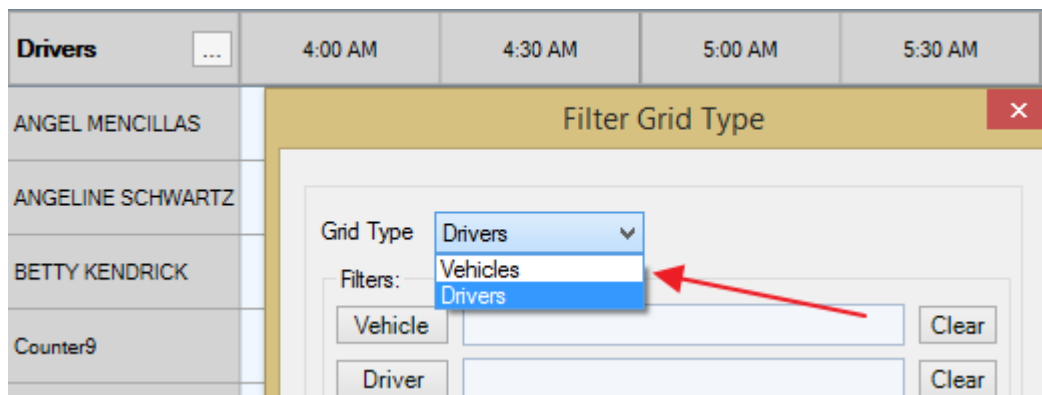 Drivers ... 4:00 AM 4:30 AM 5:00 AM 5:30 AM
ANGEL MENCILLAS
ANGELINE SCHWARTZ
BETTY KENDRICK
Counter9
Filter Grid Type ×
Grid Type Drivers
Vehicles
Drivers
Filters:
Vehicle Clear
Driver Clear